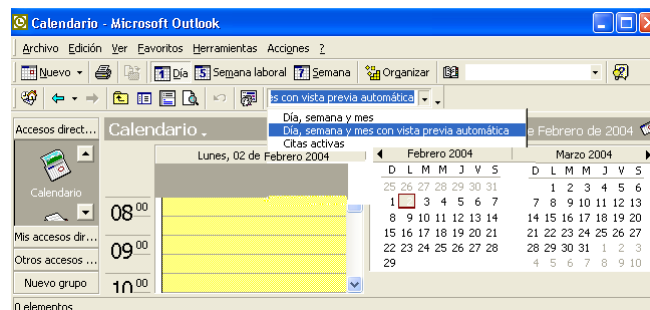 Calendario - Microsoft Outlook
Archivo Edición Ver Favoritos Herramientas Acciones ?
Nuevo 1 Día 5 Semana laboral 7 Semana Organizar
es con vista previa automática
Día, semana y mes
Día, semana y mes con vista previa automática
Citas activas
Accesos direct... Calendario e Febrero de 2004
Lunes, 02 de Febrero 2004
Febrero 2004 Marzo 2004
D L M M J V S D L M M J V S
25 26 27 28 29 30 31 1 2 3 4 5 6
1 3 4 5 6 7 7 8 9 10 11 12 13
8 9 10 11 12 13 14 14 15 16 17 18 19 20
15 16 17 18 19 20 21 21 22 23 24 25 26 27
22 23 24 25 26 27 28 28 29 30 31 1 2 3
29 4 5 6 7 8 9 10
Calendario
08 00
09 00
10 00
Mis accesos dir...
Otros accesos ...
Nuevo grupo
0 elementos